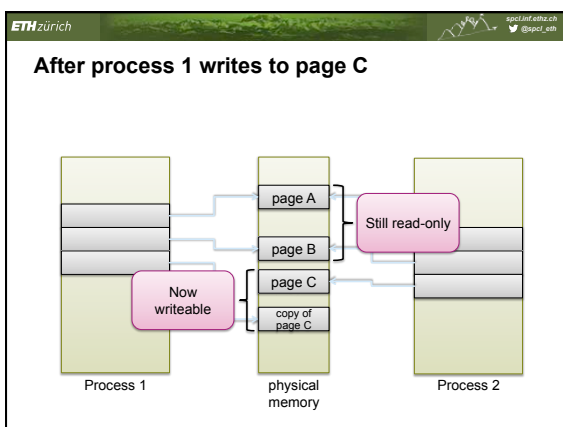 ETH zürich
spcl.inf.ethz.ch
@spcl_eth
After process 1 writes to page C
page A
Still read-only
page B
page C
Now
writeable
copy of
page C
Process 1
physical
memory
Process 2